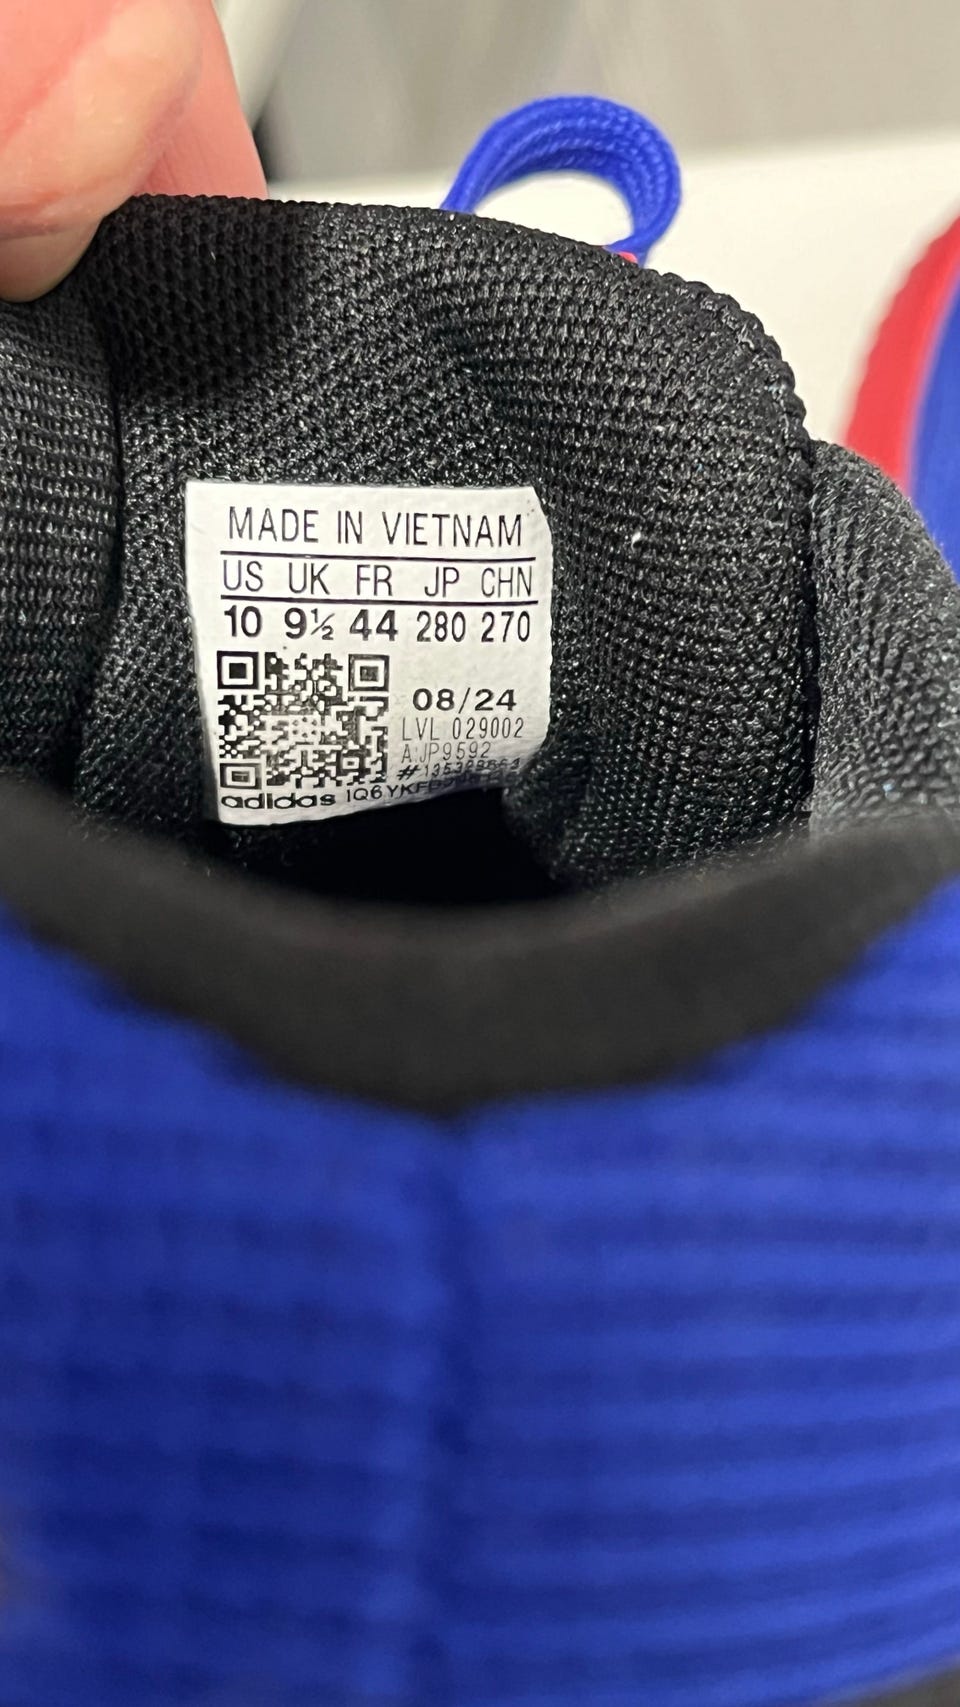 MADE IN VIETNAM
US UK FR JP CHN
10 9½ 44 280 270
08/24
LVL 029002
A:JP9592
adidas